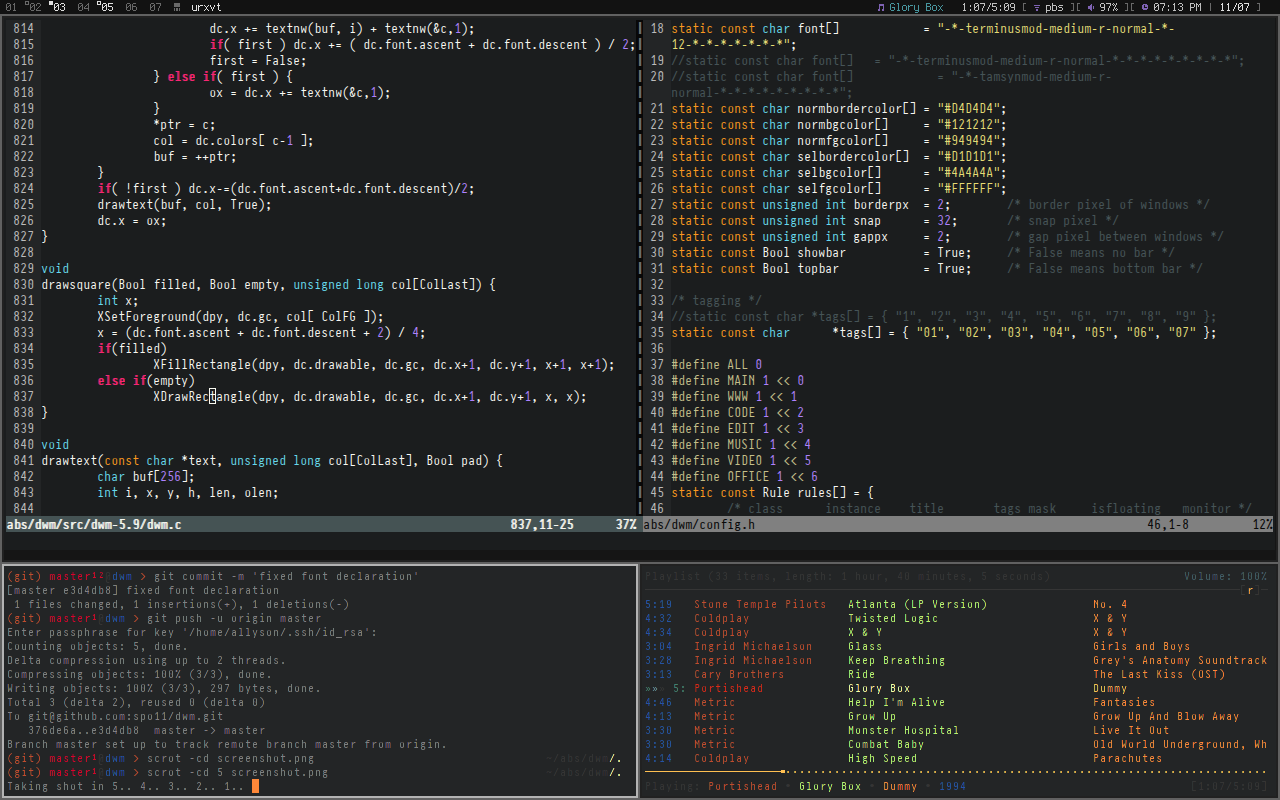 01 02 03 04 05 06 07 urxvt Glory Box 1:07/5:09 [ pbs ][ 97% ][ 07:13 PM | 11/07 ]
814 dc.x += textnw(buf, i) + textnw(&c,1);
815 if( first ) dc.x += ( dc.font.ascent + dc.font.descent ) / 2;
816 first = False;
817 } else if( first ) {
818 ox = dc.x += textnw(&c,1);
819 }
820 *ptr = c;
821 col = dc.colors[ c-1 ];
822 buf = ++ptr;
823 }
824 if( !first ) dc.x-=(dc.font.ascent+dc.font.descent)/2;
825 drawtext(buf, col, True);
826 dc.x = ox;
827 }
828
829 void
830 drawsquare(Bool filled, Bool empty, unsigned long col[ColLast]) {
831 int x;
832 XSetForeground(dpy, dc.gc, col[ ColFG ]);
833 x = (dc.font.ascent + dc.font.descent + 2) / 4;
834 if(filled)
835 XFillRectangle(dpy, dc.drawable, dc.gc, dc.x+1, dc.y+1, x+1, x+1);
836 else if(empty)
837 XDrawRectangle(dpy, dc.drawable, dc.gc, dc.x+1, dc.y+1, x, x);
838 }
839
840 void
841 drawtext(const char *text, unsigned long col[ColLast], Bool pad) {
842 char buf[256];
843 int i, x, y, h, len, olen;
844
abs/dwm/src/dwm-5.9/dwm.c 837,11-25 37%
18 static const char font[] = "-*-terminusmod-medium-r-normal-*-
12-*-*-*-*-*-*-*";
19 //static const char font[] = "-*-terminusmod-medium-r-normal-*-*-*-*-*-*-*-*-*";
20 //static const char font[] = "-*-tamsynmod-medium-r-
normal-*-*-*-*-*-*-*-*-*";
21 static const char normbordercolor[] = "#D4D4D4";
22 static const char normbgcolor[] = "#121212";
23 static const char normfgcolor[] = "#949494";
24 static const char selbordercolor[] = "#D1D1D1";
25 static const char selbgcolor[] = "#4A4A4A";
26 static const char selfgcolor[] = "#FFFFFF";
27 static const unsigned int borderpx = 2; /* border pixel of windows */
28 static const unsigned int snap = 32; /* snap pixel */
29 static const unsigned int gappx = 2; /* gap pixel between windows */
30 static const Bool showbar = True; /* False means no bar */
31 static const Bool topbar = True; /* False means bottom bar */
32
33 /* tagging */
34 //static const char *tags[] = { "1", "2", "3", "4", "5", "6", "7", "8", "9" };
35 static const char *tags[] = { "01", "02", "03", "04", "05", "06", "07" };
36
37 #define ALL 0
38 #define MAIN 1 << 0
39 #define WWW 1 << 1
40 #define CODE 1 << 2
41 #define EDIT 1 << 3
42 #define MUSIC 1 << 4
43 #define VIDEO 1 << 5
44 #define OFFICE 1 << 6
45 static const Rule rules[] = {
46 /* class instance title tags mask isfloating monitor */
abs/dwm/config.h 46,1-8 12%
(git) master dwm > git commit -m 'fixed font declaration'
[master e3d4db8] fixed font declaration
1 files changed, 1 insertions(+), 1 deletions(-)
(git) master¹ dwm > git push -u origin master
Enter passphrase for key '/home/allyson/.ssh/id_rsa':
Counting objects: 5, done.
Delta compression using up to 2 threads.
Compressing objects: 100% (3/3), done.
Writing objects: 100% (3/3), 297 bytes, done.
Total 3 (delta 2), reused 0 (delta 0)
To git@github.com:spo11/dwm.git
376de6a..e3d4db8 master -> master
Branch master set up to track remote branch master from origin.
(git) master¹ dwm > scrot -cd screenshot.png ~/abs/dwm/.
(git) master¹ dwm > scrot -cd 5 screenshot.png ~/abs/dwm/.
Taking shot in 5.. 4.. 3.. 2.. 1..
Playlist (33 items, length: 1 hour, 40 minutes, 5 seconds) Volume: 100%
[r]
5:19 Stone Temple Pilots Atlanta (LP Version) No. 4
4:32 Coldplay Twisted Logic X & Y
4:34 Coldplay X & Y X & Y
3:04 Ingrid Michaelson Glass Girls and Boys
3:28 Ingrid Michaelson Keep Breathing Grey's Anatomy Soundtrack
3:13 Cary Brothers Ride The Last Kiss (OST)
»» 5: Portishead Glory Box Dummy
4:46 Metric Help I'm Alive Fantasies
4:13 Metric Grow Up Grow Up And Blow Away
3:30 Metric Monster Hospital Live It Out
3:30 Metric Combat Baby Old World Underground, Wh
4:14 Metric High Speed Parachutes
Playing: Portishead · Glory Box · Dummy · 1994 [1:07/5:09]